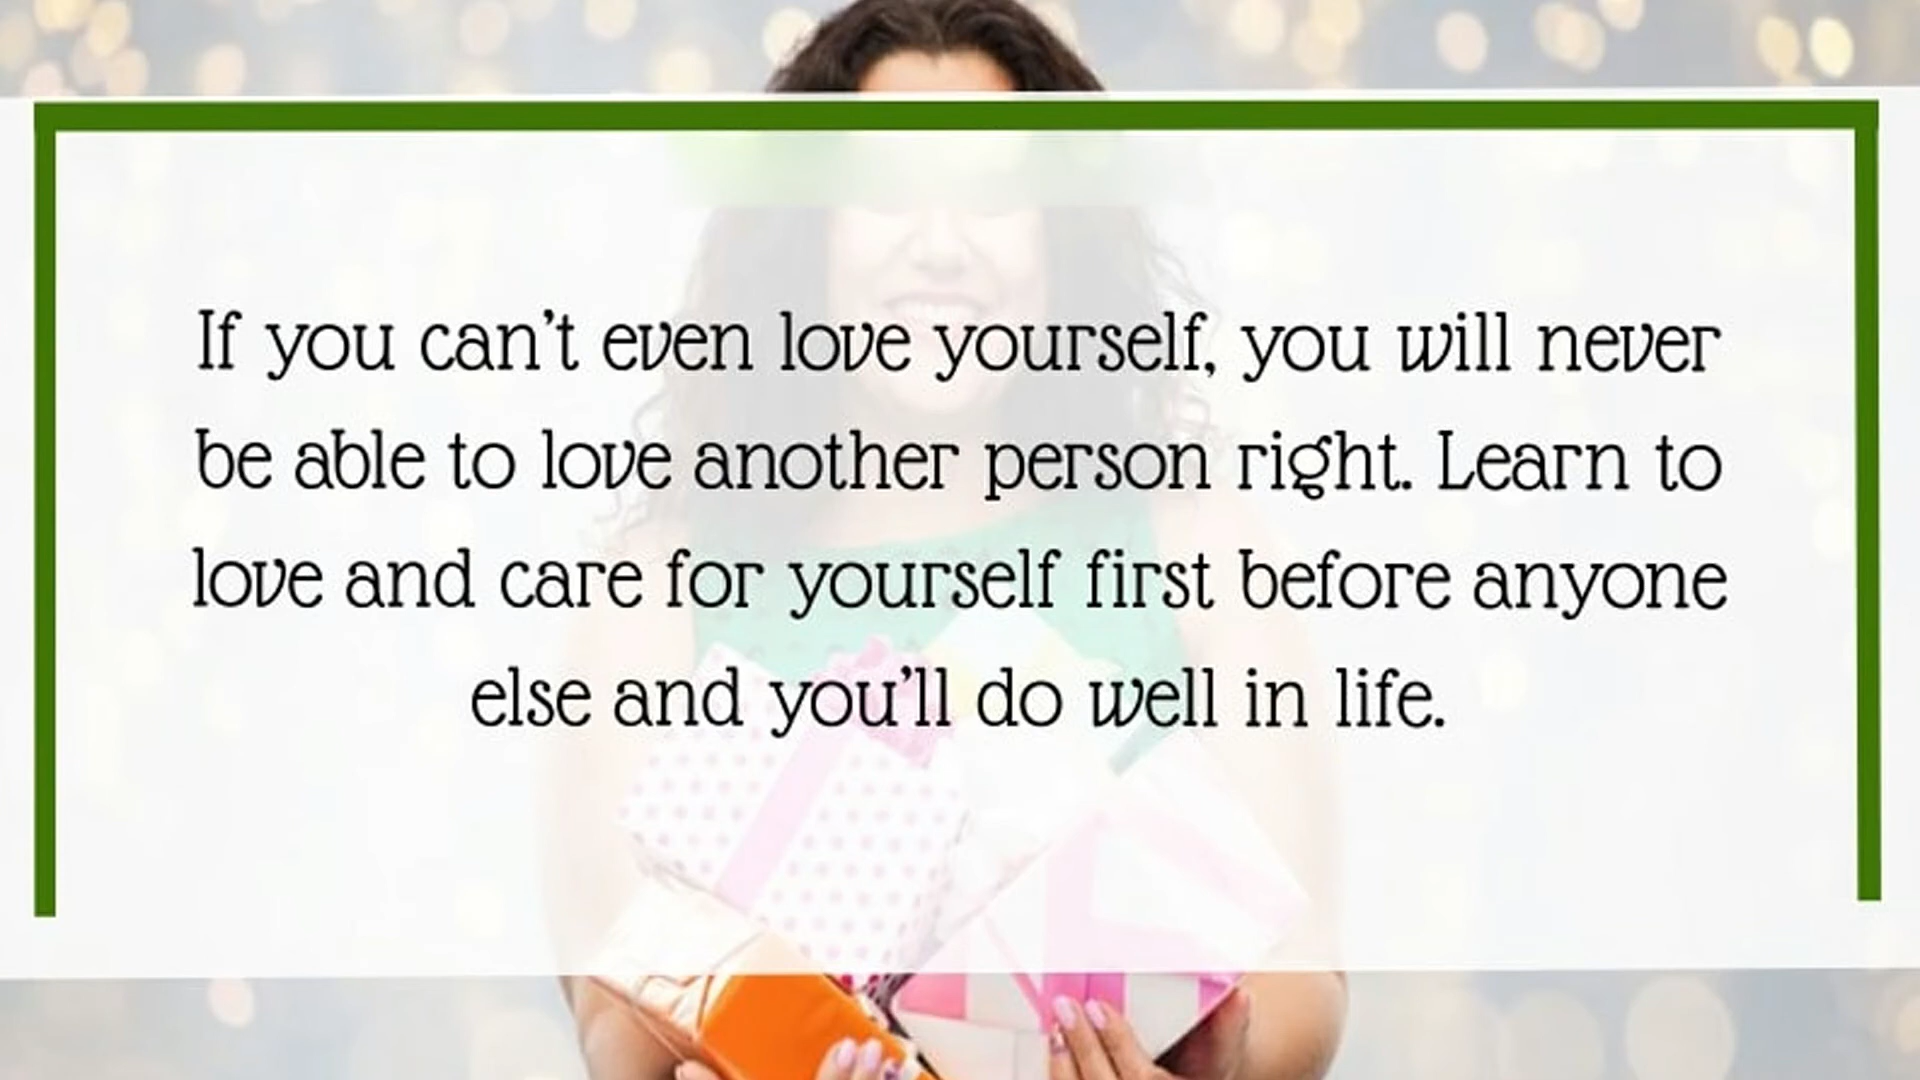 If you can't even love yourself, you will never
be able to love another person right. Learn to
love and care for yourself first before anyone
else and you'll do well in life.